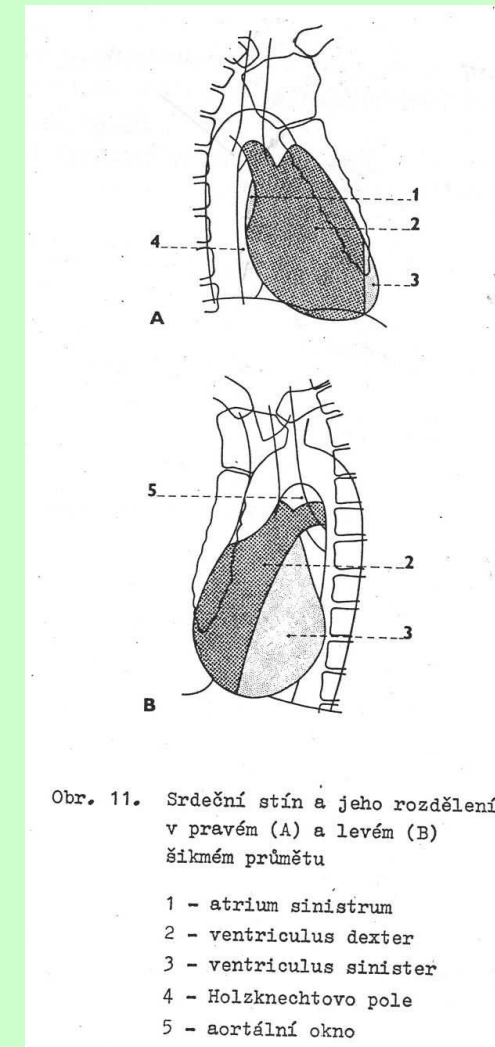 1
2
4
3
A
5
2
3
B
Obr. 11. Srdeční stín a jeho rozdělení
v pravém (A) a levém (B)
šikmém průmětu
1 – atrium sinistrum
2 – ventriculus dexter
3 – ventriculus sinister
4 – Holzknechtovo pole
5 – aortální okno